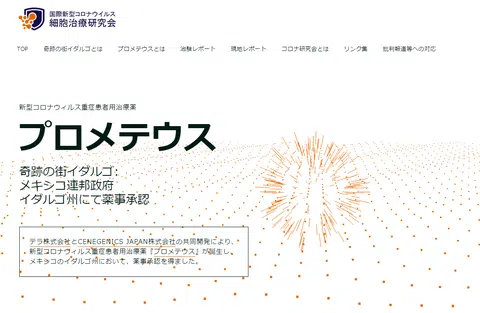 国際新型コロナウイルス
細胞治療研究会
TOP 奇跡の街イダルゴとは プロメテウスとは 治験レポート 現地レポート コロナ研究会とは リンク集 批判報道等への対応
新型コロナウィルス重症患者用治療薬
プロメテウス
奇跡の街イダルゴ:
メキシコ連邦政府
イダルゴ州にて薬事承認
テラ株式会社とCENEGENICS JAPAN株式会社の共同開発により、
新型コロナウィルス重症患者用治療薬『プロメテウス』が誕生し、
メキシコのイダルゴ州において、薬事承認を得ました。